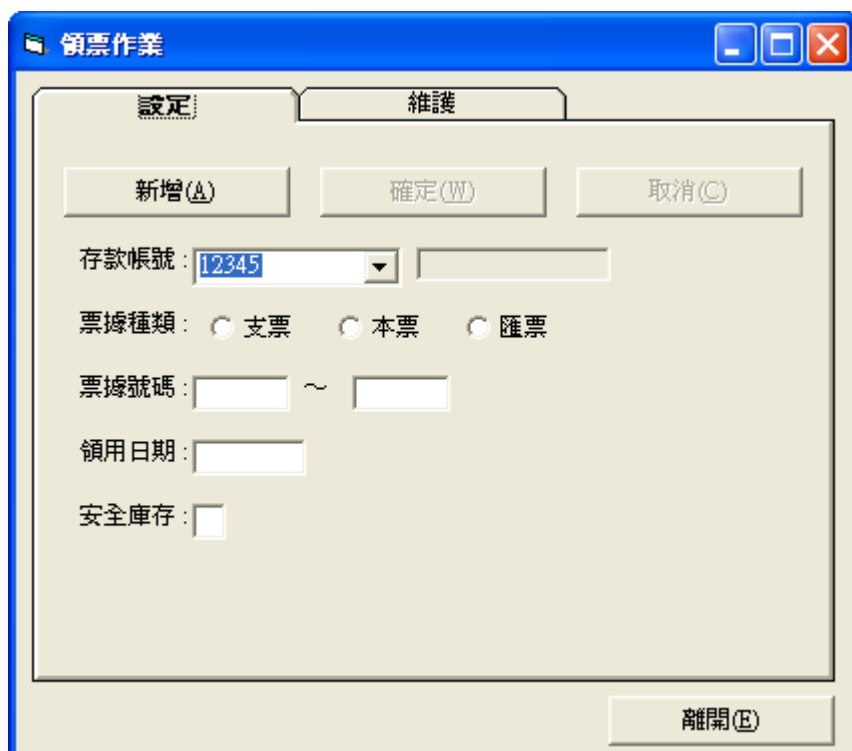 領票作業
設定 維護
新增(A) 確定(W) 取消(C)
存款帳號 : 12345
票據種類 : 支票 本票 匯票
票據號碼 : ～
領用日期 :
安全庫存 :
離開(E)